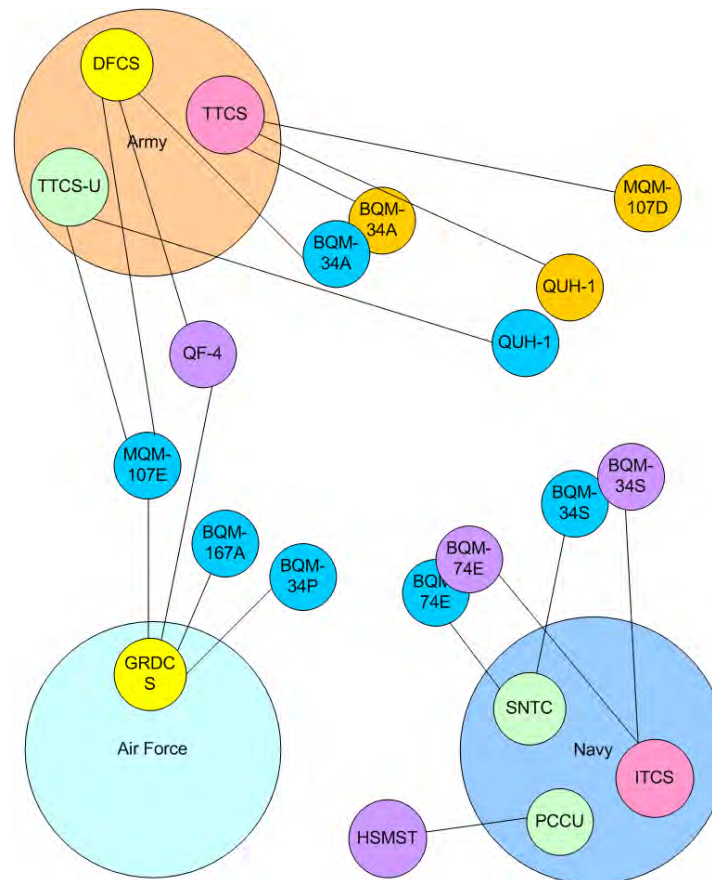 DFCS
TTCS
Army
TTCS-U
MQM-
107D
BQM-
34A
BQM-
34A
QUH-1
QUH-1
QF-4
MQM-
107E
BQM-
34S
BQM-
34S
BQM-
167A
BQM-
34P
BQM-
74E
BQM-
74E
GRDC
S
SNTC
Air Force
Navy
ITCS
HSMST
PCCU